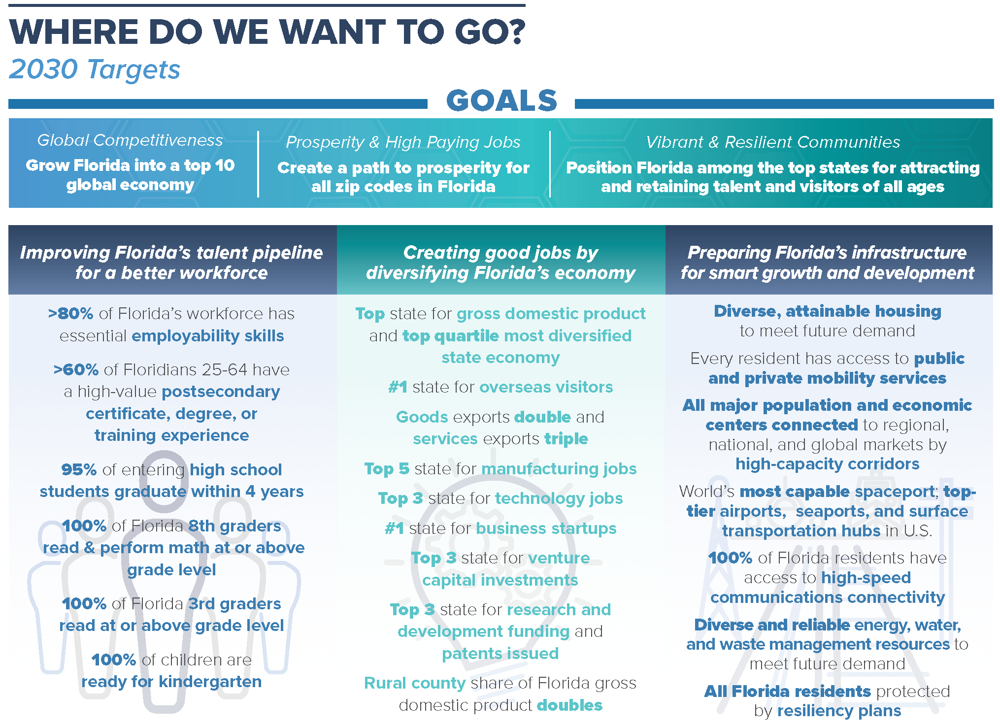 WHERE DO WE WANT TO GO?
2030 Targets
GOALS
Global Competitiveness
Grow Florida into a top 10
global economy
Prosperity & High Paying Jobs
Create a path to prosperity for
all zip codes in Florida
Vibrant & Resilient Communities
Position Florida among the top states for attracting
and retaining talent and visitors of all ages
Improving Florida's talent pipeline
for a better workforce
>80% of Florida's workforce has
essential employability skills
>60% of Floridians 25-64 have
a high-value postsecondary
certificate, degree, or
training experience
95% of entering high school
students graduate within 4 years
100% of Florida 8th graders
read & perform math at or above
grade level
100% of Florida 3rd graders
read at or above grade level
100% of children are
ready for kindergarten
Creating good jobs by
diversifying Florida's economy
Top state for gross domestic product
and top quartile most diversified
state economy
#1 state for overseas visitors
Goods exports double and
services exports triple
Top 5 state for manufacturing jobs
Top 3 state for technology jobs
#1 state for business startups
Top 3 state for venture
capital investments
Top 3 state for research and
development funding and
patents issued
Rural county share of Florida gross
domestic product doubles
Preparing Florida's infrastructure
for smart growth and development
Diverse, attainable housing
to meet future demand
Every resident has access to public
and private mobility services
All major population and economic
centers connected to regional,
national, and global markets by
high-capacity corridors
World's most capable spaceport; top-
tier airports, seaports, and surface
transportation hubs in U.S.
100% of Florida residents have
access to high-speed
communications connectivity
Diverse and reliable energy, water,
and waste management resources to
meet future demand
All Florida residents protected
by resiliency plans